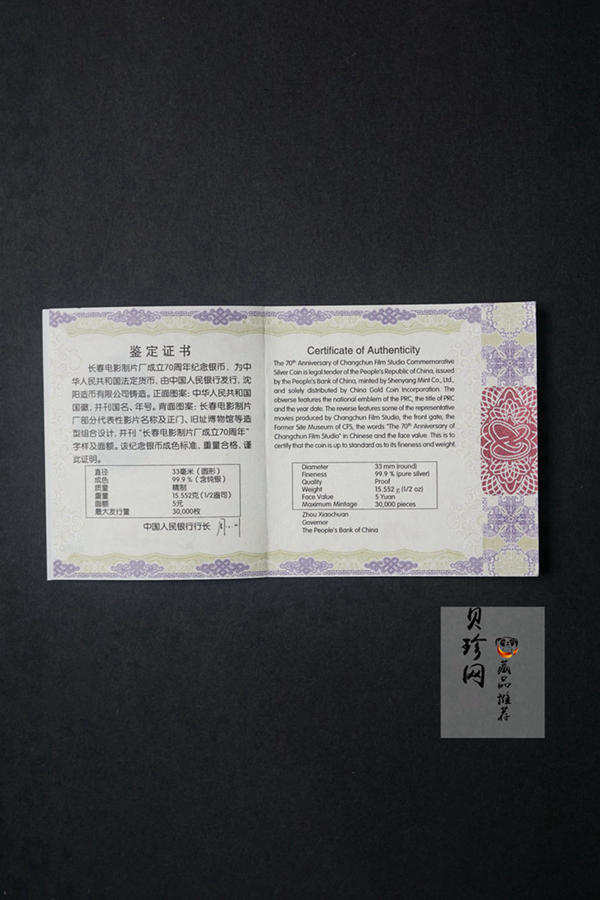 鉴定证书
长春电影制片厂成立70周年纪念银币，为中
华人民共和国法定货币，由中国人民银行发行，沈
阳造币有限公司铸造。正面图案：中华人民共和国
国徽，并刊国名、年号。背面图案：长春电影制片
厂部分代表性影片名称及正门、旧址博物馆等造
型组合设计，并刊“长春电影制片厂成立70周年”
字样及面额。该纪念银币成色标准，重量合格，谨
此证明。
直径 33毫米（圆形）
成色 99.9％（含纯银）
质量 精制
重量 15.552克(1/2盎司)
面额 5元
最大发行量 30,000枚
中国人民银行行长
Certificate of Authenticity
The 70th Anniversary of Changchun Film Studio Commemorative
Silver Coin is legal tender of the People's Republic of China, issued
by the People's Bank of China, minted by Shenyang Mint Co., Ltd.,
and solely distributed by China Gold Coin Incorporation. The
obverse features the national emblem of the PRC, the title of PRC
and the year date. The reverse features some of the representative
movies produced by Changchun Film Studio, the front gate, the
Former Site Museum of CFS, the words "The 70th Anniversary of
Changchun Film Studio" in Chinese and the face value. This is to
certify that the coin is up to standard as to its fineness and weight.
Diameter 33 mm (round)
Fineness 99.9 % (pure silver)
Quality Proof
Weight 15.552 g (1/2 oz)
Face Value 5 Yuan
Maximum Mintage 30,000 pieces
Zhou Xiaochuan
Governor
The People's Bank of China
贝珍网
藏品推荐